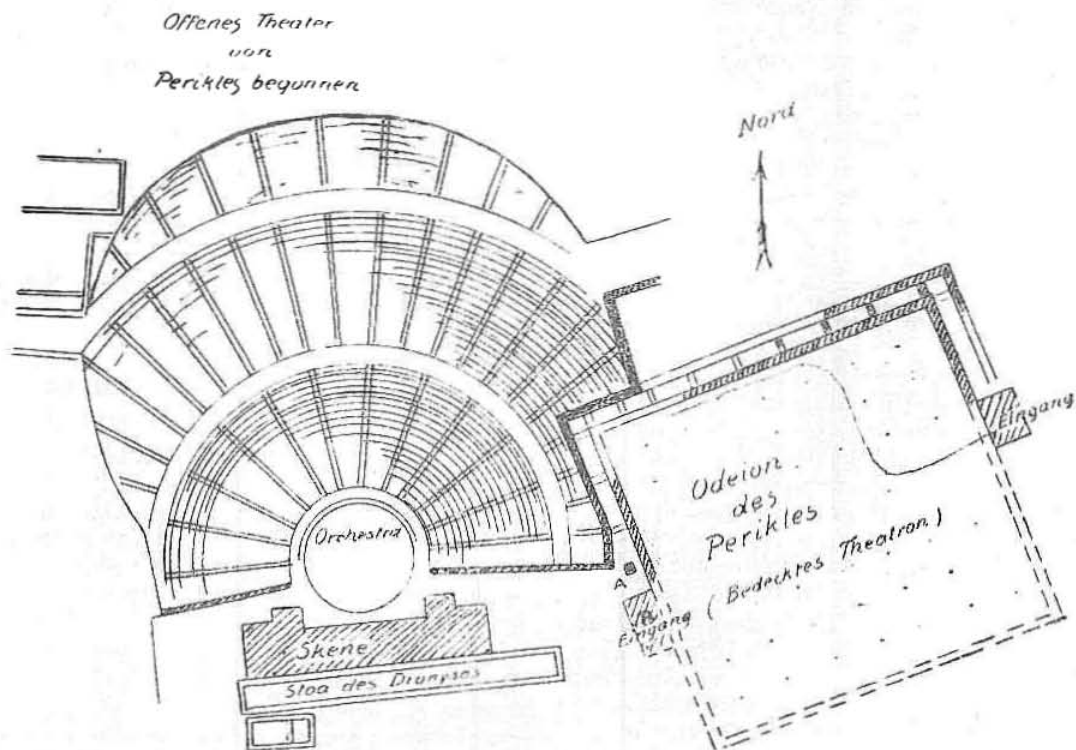 Offenes Theater
von
Perikles begonnen
Nord
Eingang
Odeion
des
Perikles
(Bedecktes Theatron)
Orchestra
A
Eingang
Skene
Stoa des Dionysos